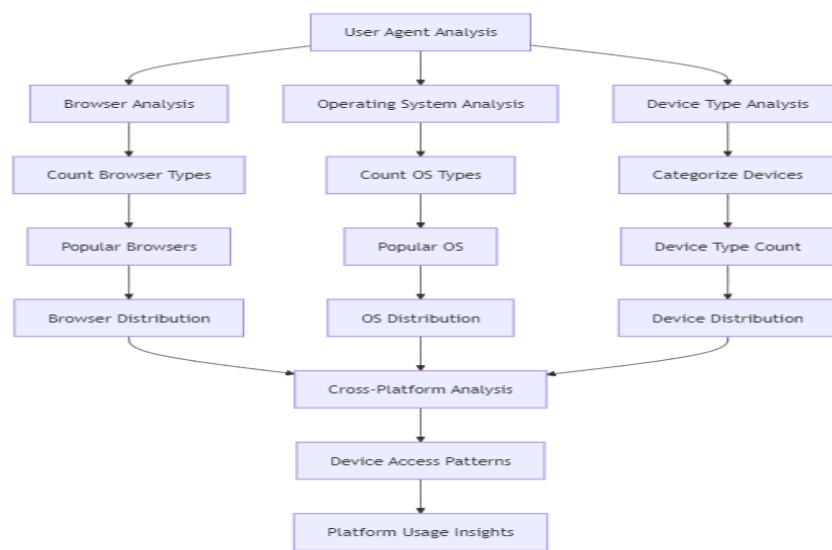 User Agent Analysis
Browser Analysis
Operating System Analysis
Device Type Analysis
Count Browser Types
Count OS Types
Categorize Devices
Popular Browsers
Popular OS
Device Type Count
Browser Distribution
OS Distribution
Device Distribution
Cross-Platform Analysis
Device Access Patterns
Platform Usage Insights